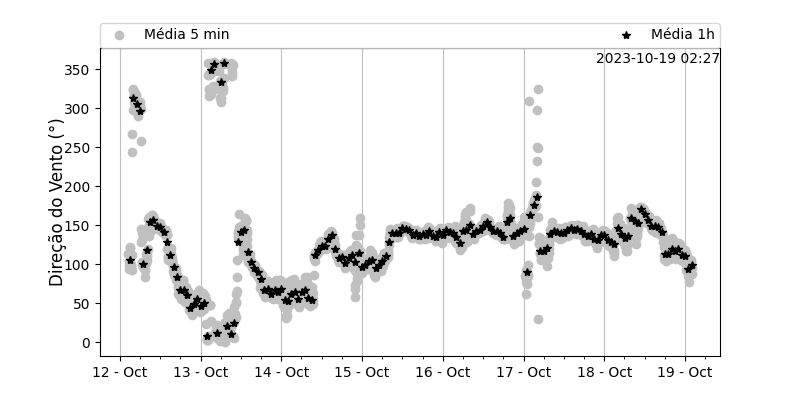 Média 5 min
Média 1h
2023-10-19 02:27
Direção do Vento (°)
350
300
250
200
150
100
50
0
12 - Oct
13 - Oct
14 - Oct
15 - Oct
16 - Oct
17 - Oct
18 - Oct
19 - Oct